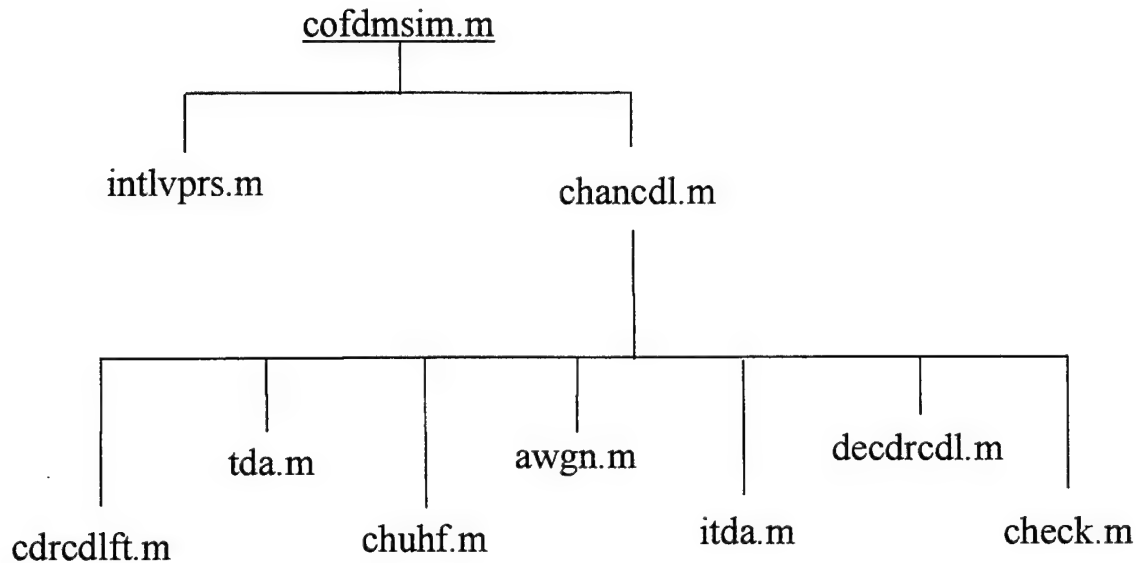 cofdmsim.m
intlvprs.m
chancdl.m
tda.m
awgn.m
decdrcdl.m
cdrcdlft.m
chuhf.m
itda.m
check.m